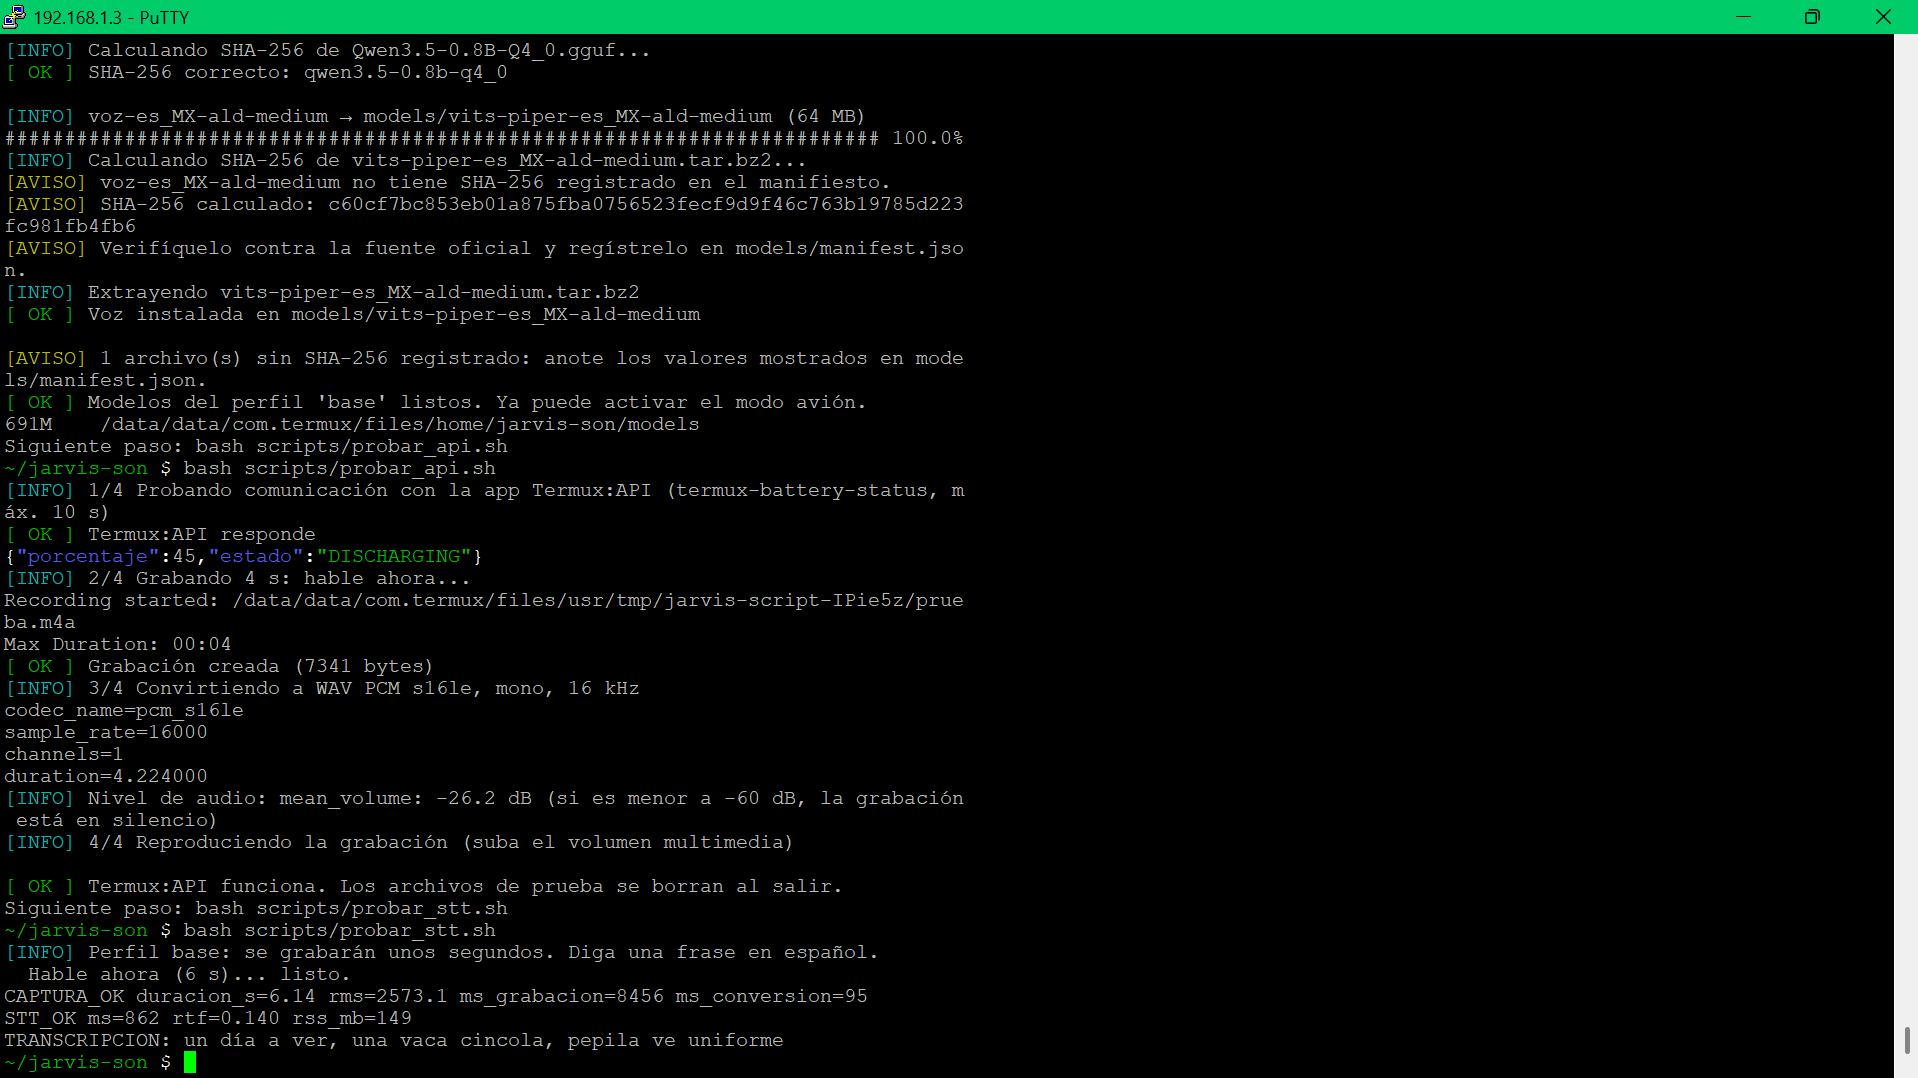 192.168.1.3 - PuTTY
[INFO] Calculando SHA-256 de Qwen3.5-0.8B-Q4_0.gguf...
[ OK ] SHA-256 correcto: qwen3.5-0.8b-q4_0
[INFO] voz-es_MX-ald-medium → models/vits-piper-es_MX-ald-medium (64 MB)
######################################################################### 100.0%
[INFO] Calculando SHA-256 de vits-piper-es_MX-ald-medium.tar.bz2...
[AVISO] voz-es_MX-ald-medium no tiene SHA-256 registrado en el manifiesto.
[AVISO] SHA-256 calculado: c60cf7bc853eb01a875fba0756523fecf9d9f46c763b19785d223
fc981fb4fb6
[AVISO] Verifíquelo contra la fuente oficial y regístrelo en models/manifest.jso
n.
[INFO] Extrayendo vits-piper-es_MX-ald-medium.tar.bz2
[ OK ] Voz instalada en models/vits-piper-es_MX-ald-medium
[AVISO] 1 archivo(s) sin SHA-256 registrado: anote los valores mostrados en mode
ls/manifest.json.
[ OK ] Modelos del perfil 'base' listos. Ya puede activar el modo avión.
691M    /data/data/com.termux/files/home/jarvis-son/models
Siguiente paso: bash scripts/probar_api.sh
~/jarvis-son $ bash scripts/probar_api.sh
[INFO] 1/4 Probando comunicación con la app Termux:API (termux-battery-status, m
áx. 10 s)
[ OK ] Termux:API responde
{"porcentaje":45,"estado":"DISCHARGING"}
[INFO] 2/4 Grabando 4 s: hable ahora...
Recording started: /data/data/com.termux/files/usr/tmp/jarvis-script-IPie5z/prue
ba.m4a
Max Duration: 00:04
[ OK ] Grabación creada (7341 bytes)
[INFO] 3/4 Convirtiendo a WAV PCM s16le, mono, 16 kHz
codec_name=pcm_s16le
sample_rate=16000
channels=1
duration=4.224000
[INFO] Nivel de audio: mean_volume: -26.2 dB (si es menor a -60 dB, la grabación
 está en silencio)
[INFO] 4/4 Reproduciendo la grabación (suba el volumen multimedia)
[ OK ] Termux:API funciona. Los archivos de prueba se borran al salir.
Siguiente paso: bash scripts/probar_stt.sh
~/jarvis-son $ bash scripts/probar_stt.sh
[INFO] Perfil base: se grabarán unos segundos. Diga una frase en español.
  Hable ahora (6 s)... listo.
CAPTURA_OK duracion_s=6.14 rms=2573.1 ms_grabacion=8456 ms_conversion=95
STT_OK ms=862 rtf=0.140 rss_mb=149
TRANSCRIPCION: un día a ver, una vaca cincola, pepila ve uniforme
~/jarvis-son $